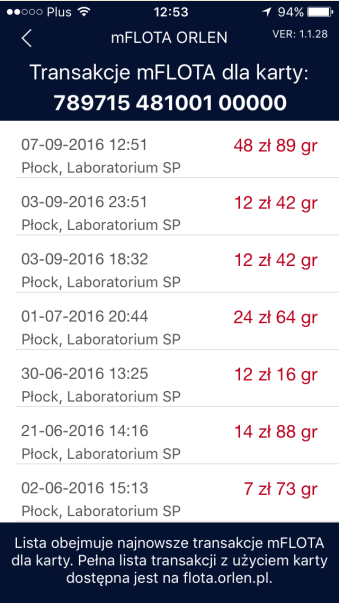 Plus 12:53 94%
mFLOTA ORLEN VER: 1.1.28
Transakcje mFLOTA dla karty:
789715 481001 00000
07-09-2016 12:51 48 zł 89 gr
Płock, Laboratorium SP
03-09-2016 23:51 12 zł 42 gr
Płock, Laboratorium SP
03-09-2016 18:32 12 zł 42 gr
Płock, Laboratorium SP
01-07-2016 20:44 24 zł 64 gr
Płock, Laboratorium SP
30-06-2016 13:25 12 zł 16 gr
Płock, Laboratorium SP
21-06-2016 14:16 14 zł 88 gr
Płock, Laboratorium SP
02-06-2016 15:13 7 zł 73 gr
Płock, Laboratorium SP
Lista obejmuje najnowsze transakcje mFLOTA
dla karty. Pełna lista transakcji z użyciem karty
dostępna jest na flota.orlen.pl.